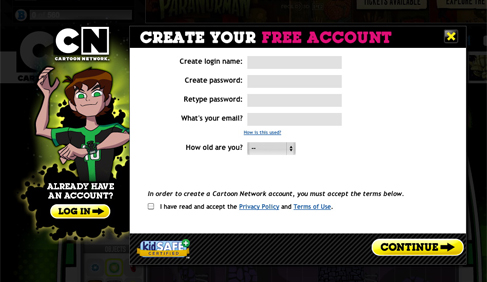 PARANORMAN
TICKETS AVAILABLE
EXPLORE THE
CN
CARTOON NETWORK.
CREATE YOUR FREE ACCOUNT
Create login name:
Create password:
Retype password:
What's your email?
How is this used?
How old are you? --
ALREADY HAVE
AN ACCOUNT?
LOG IN
In order to create a Cartoon Network account, you must accept the terms below.
I have read and accept the Privacy Policy and Terms of Use.
kidSAFE
CERTIFIED
CONTINUE